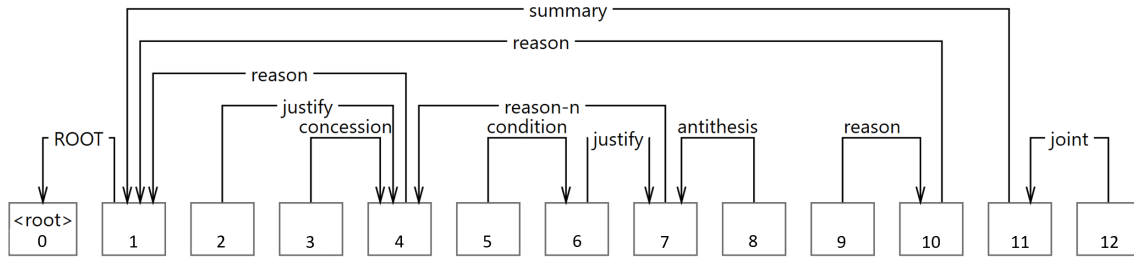 summary
reason
reason
justify reason-n
concession condition antithesis
ROOT justify reason joint
<root>
0 1 2 3 4 5 6 7 8 9 10 11 12